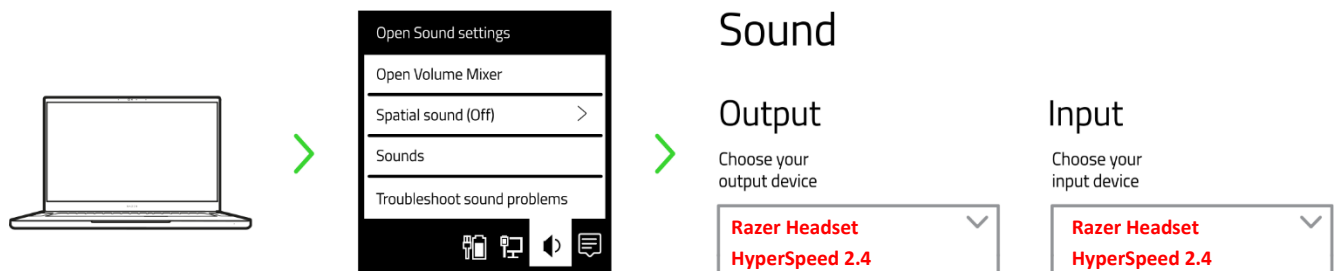 Open Sound settings
Open Volume Mixer
Spatial sound (Off)
Sounds
Troubleshoot sound problems
Sound
Output
Choose your
output device
Razer Headset
HyperSpeed 2.4
Input
Choose your
input device
Razer Headset
HyperSpeed 2.4